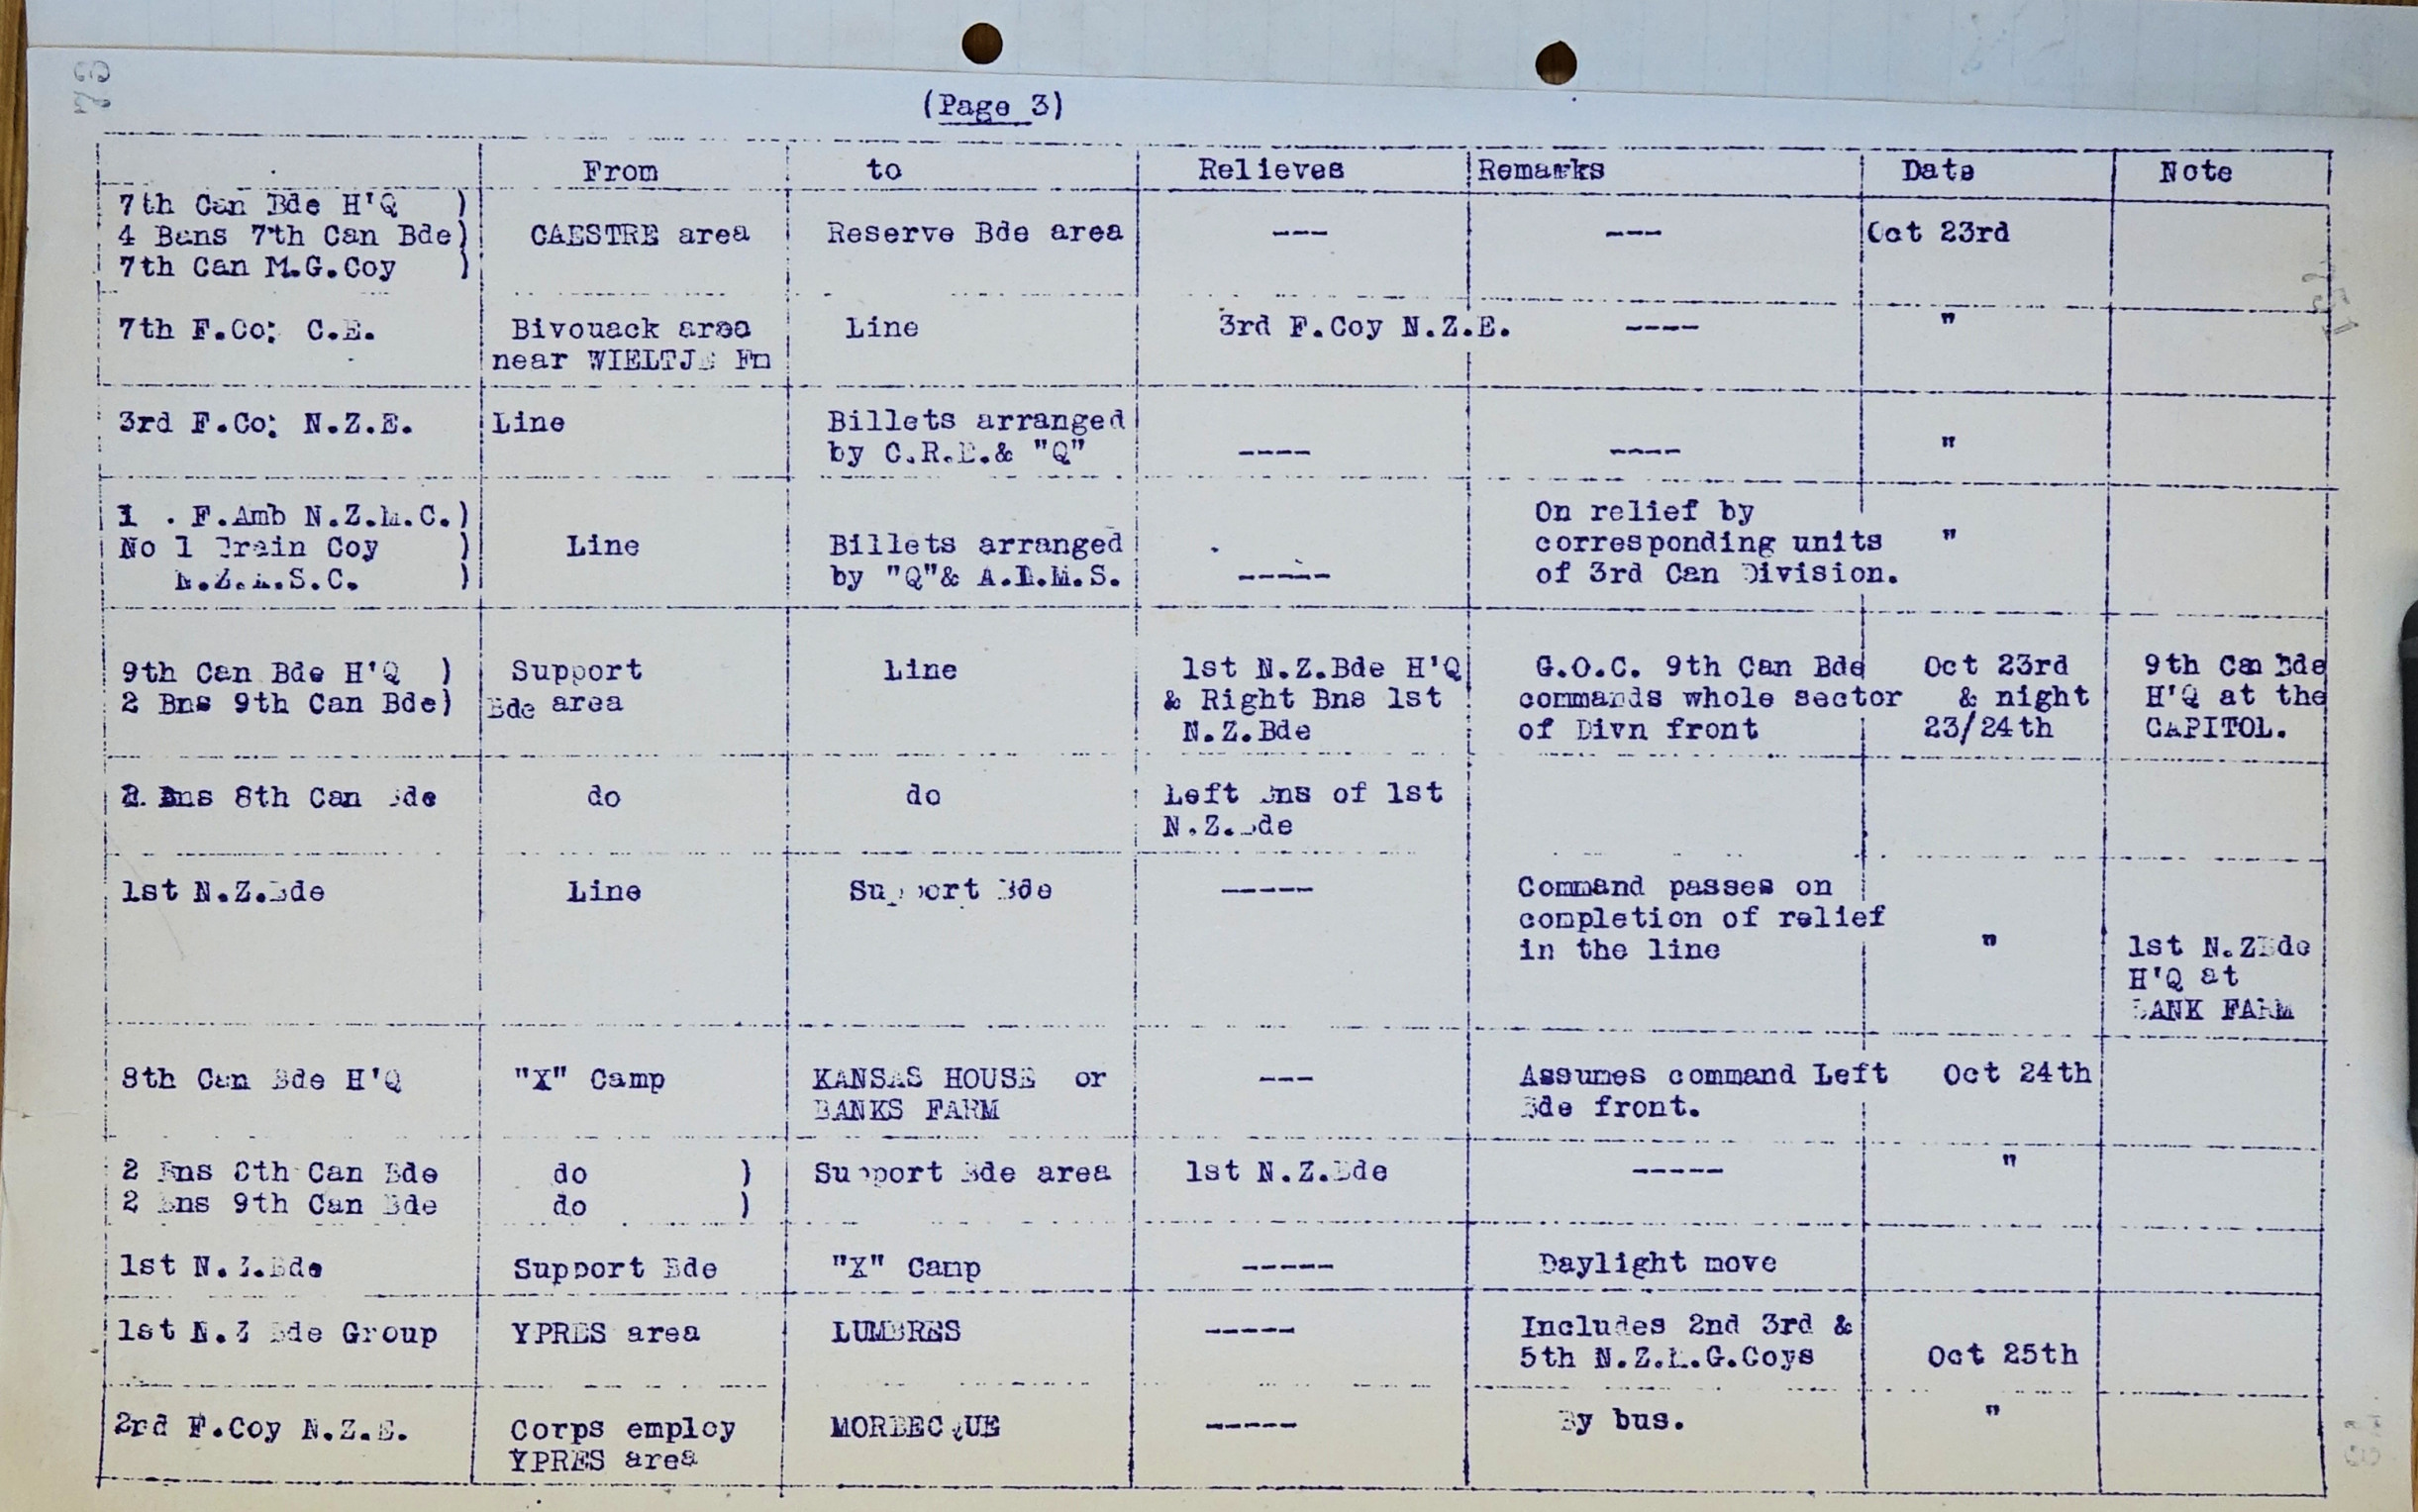 (Page 3)
From to Relieves Remarks Date Note
7th Can Bde H'Q )
4 Bans 7th Can Bde) CAESTRE area Reserve Bde area --- --- Oct 23rd
7th Can M.G.Coy )
7th F.Co: C.E. Bivouack area Line 3rd F.Coy N.Z.E. ---- "
near WIELTJE Fm
3rd F.Co: N.Z.E. Line Billets arranged
by C.R.E.& "Q" ---- ---- "
1 . F.Amb N.Z.M.C.) On relief by
No 1 Train Coy ) Line Billets arranged corresponding units "
N.Z.A.S.C. ) by "Q"& A.D.M.S. ----- of 3rd Can Division.
9th Can Bde H'Q ) Support Line 1st N.Z.Bde H'Q G.O.C. 9th Can Bde Oct 23rd 9th Can Bde
2 Bns 9th Can Bde) Bde area & Right Bns 1st commands whole sector & night H'Q at the
N.Z.Bde of Divn front 23/24th CAPITOL.
2 Bns 8th Can Bde do do Left Bns of 1st
N.Z.Bde
1st N.Z.Bde Line Support Bde ----- Command passes on
completion of relief
in the line " 1st N.ZBde
H'Q at
BANK FARM
8th Can Bde H'Q "X" Camp KANSAS HOUSE or --- Assumes command Left Oct 24th
BANKS FARM Bde front.
2 Bns 8th Can Bde do ) Support Bde area 1st N.Z.Bde ----- "
2 Bns 9th Can Bde do )
1st N.Z.Bde Support Bde "X" Camp ----- Daylight move
1st N.Z Bde Group YPRES area LUMBRES ----- Includes 2nd 3rd &
5th N.Z.M.G.Coys Oct 25th
2rd F.Coy N.Z.E. Corps employ MORBECQUE ----- By bus. "
YPRES area